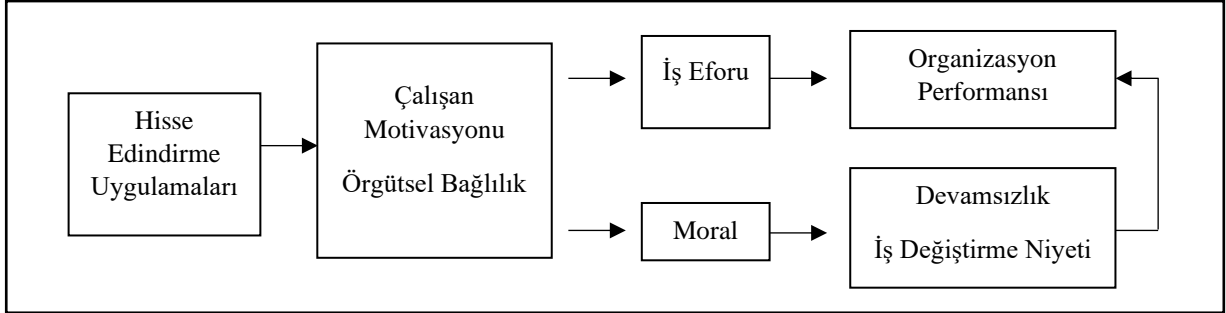 Hisse
Edindirme
Uygulamaları
Çalışan
Motivasyonu
Örgütsel Bağlılık
İş Eforu
Moral
Organizasyon
Performansı
Devamsızlık
İş Değiştirme Niyeti